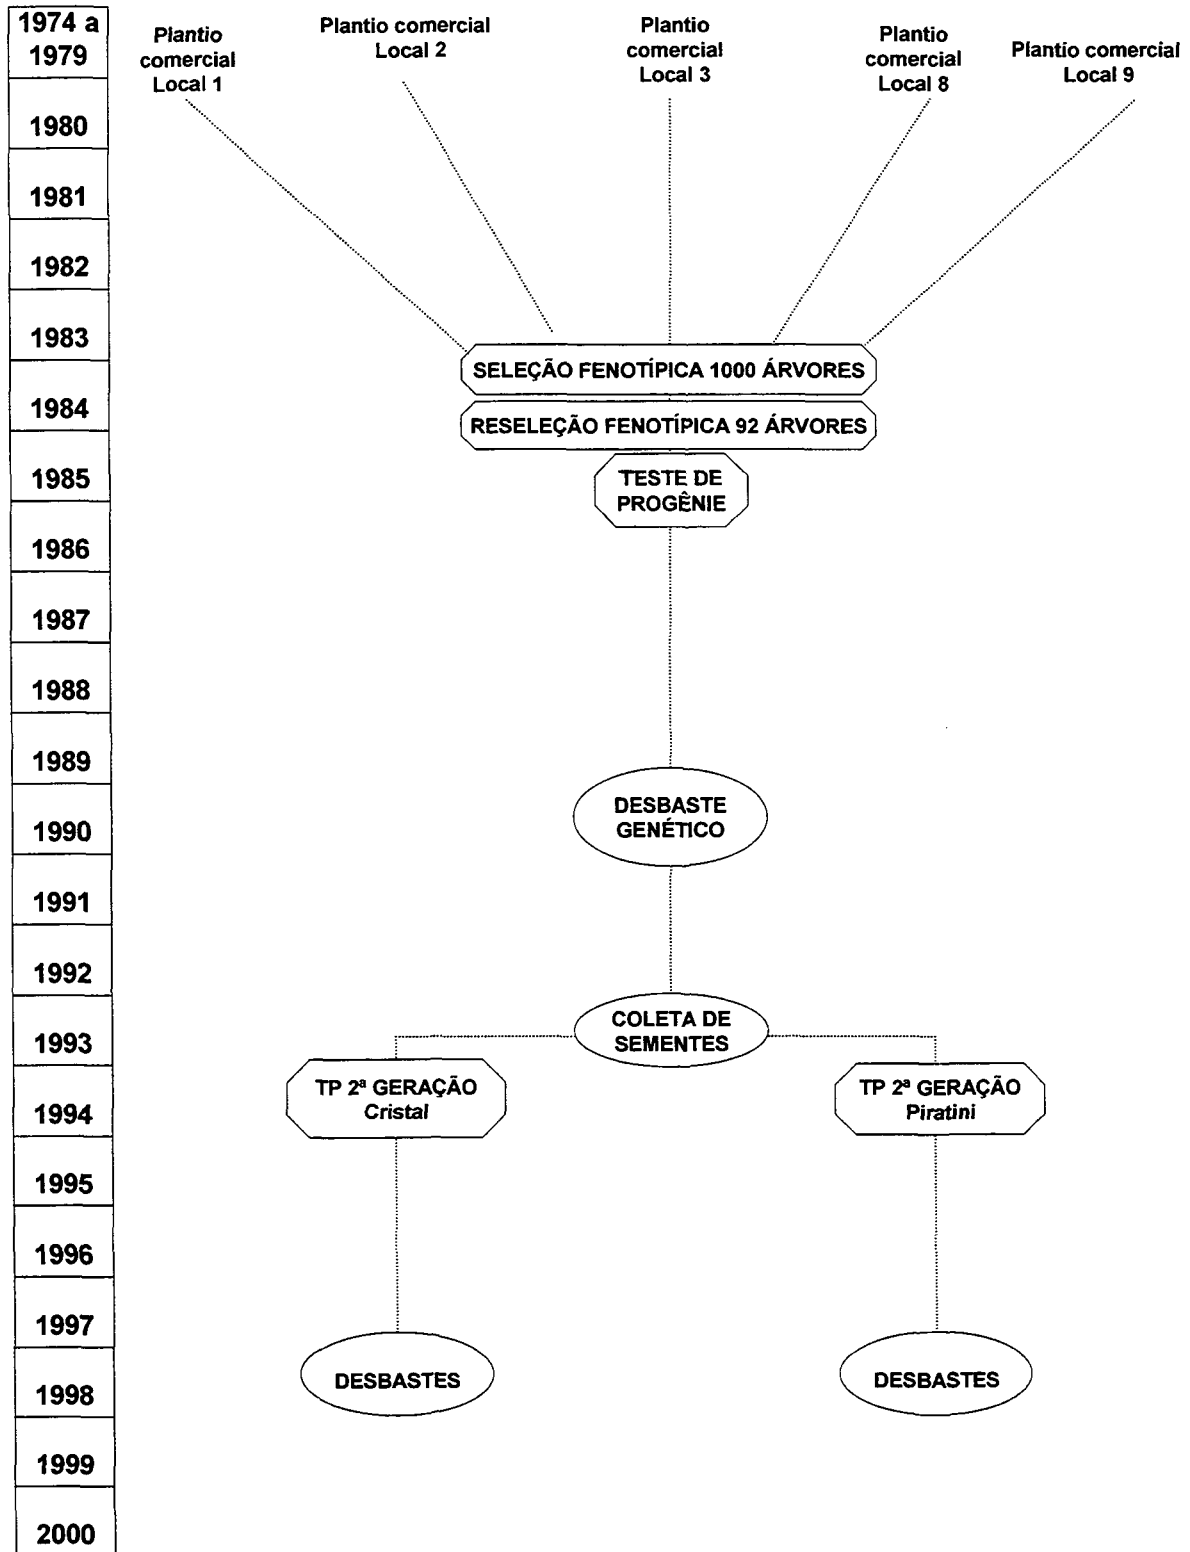 1974 a
1979
Plantio
comercial
Local 1
Plantio comercial
Local 2
Plantio
comercial
Local 3
Plantio
comercial
Local 8
Plantio comercial
Local 9
1980
1981
1982
1983
SELEÇÃO FENOTÍPICA 1000 ÁRVORES
1984
RESELEÇÃO FENOTÍPICA 92 ÁRVORES
1985
TESTE DE
PROGÊNIE
1986
1987
1988
1989
DESBASTE
GENÉTICO
1990
1991
1992
COLETA DE
SEMENTES
1993
TP 2ª GERAÇÃO
Cristal
TP 2ª GERAÇÃO
Piratini
1994
1995
1996
1997
DESBASTES
DESBASTES
1998
1999
2000